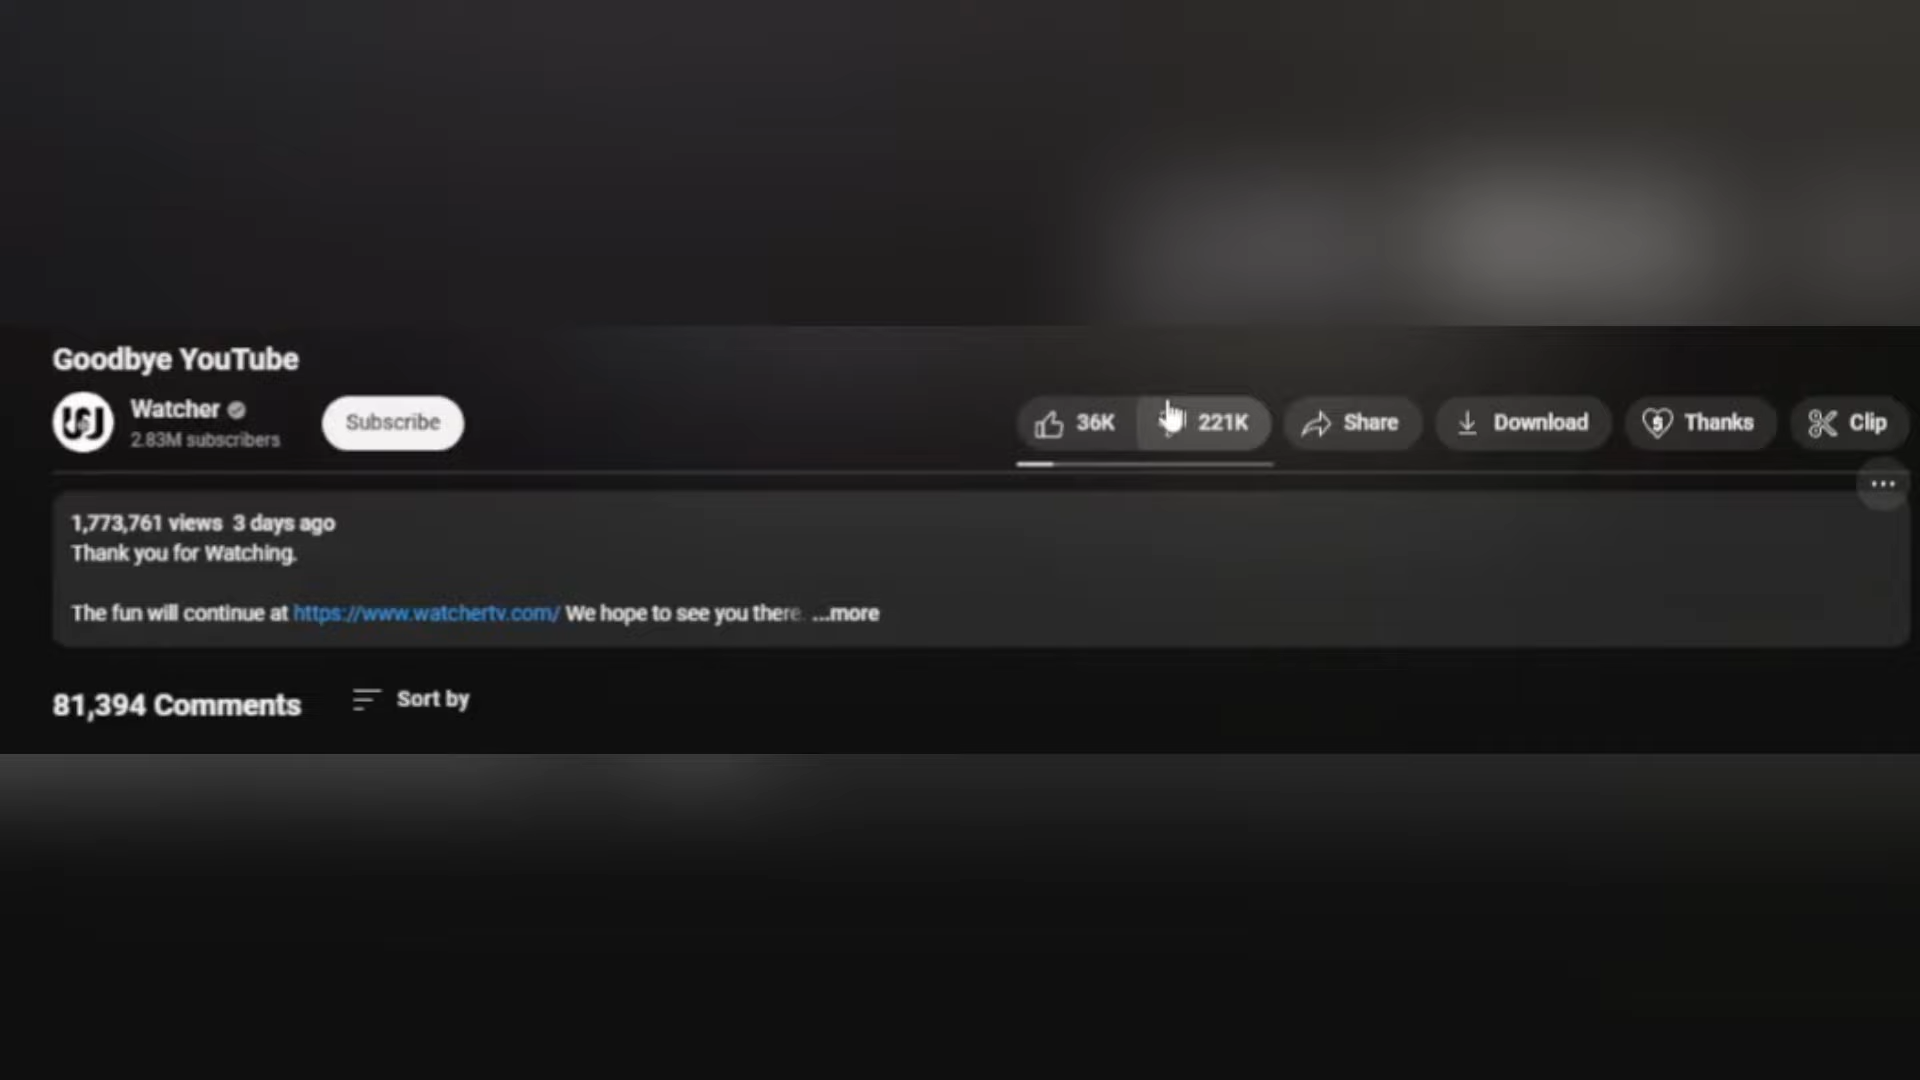 Goodbye YouTube
Watcher
2.83M subscribers
Subscribe
36K
221K
Share
Download
Thanks
Clip
1,773,761 views 3 days ago
Thank you for Watching.
The fun will continue at https://www.watchertv.com/ We hope to see you there. ...more
81,394 Comments
Sort by